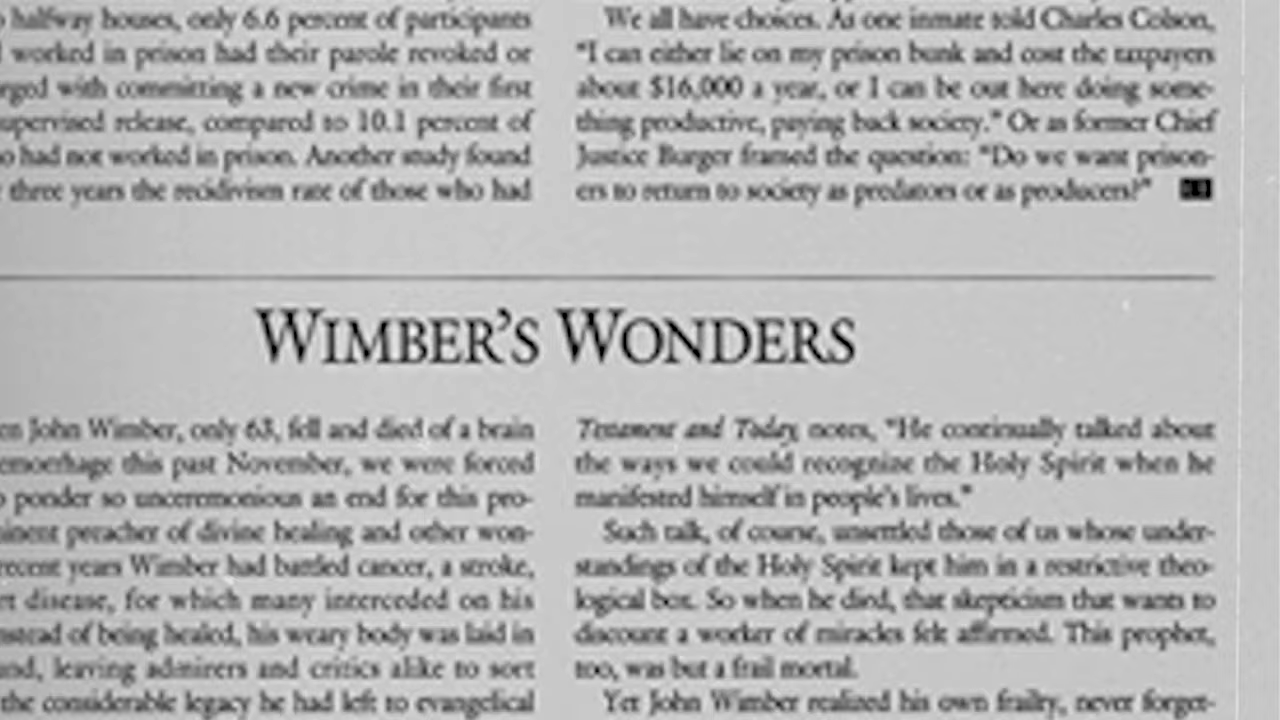 halfway houses, only 6.6 percent of participants
worked in prison had their parole revoked or
rged with committing a new crime in their first
upervised release, compared to 10.1 percent of
o had not worked in prison. Another study found
three years the recidivism rate of those who had
We all have choices. As one inmate told Charles Colson,
"I can either lie on my prison bunk and cost the taxpayers
about $16,000 a year, or I can be out here doing some-
thing productive, paying back society." Or as former Chief
Justice Burger framed the question: "Do we want prison-
ers to return to society as predators or as producers?"
WIMBER'S WONDERS
en John Wimber, only 63, fell and died of a brain
emorrhage this past November, we were forced
o ponder so unceremonious an end for this pro-
inent preacher of divine healing and other won-
recent years Wimber had battled cancer, a stroke,
rt disease, for which many interceded on his
nstead of being healed, his weary body was laid in
und, leaving admirers and critics alike to sort
the considerable legacy he had left to evangelical
Testament and Today, notes, "He continually talked about
the ways we could recognize the Holy Spirit when he
manifested himself in people's lives."
Such talk, of course, unsettled those of us whose under-
standings of the Holy Spirit kept him in a restrictive theo-
logical box. So when he died, that skepticism that wants to
discount a worker of miracles felt affirmed. This prophet,
too, was but a frail mortal.
Yet John Wimber realized his own frailty, never forget-